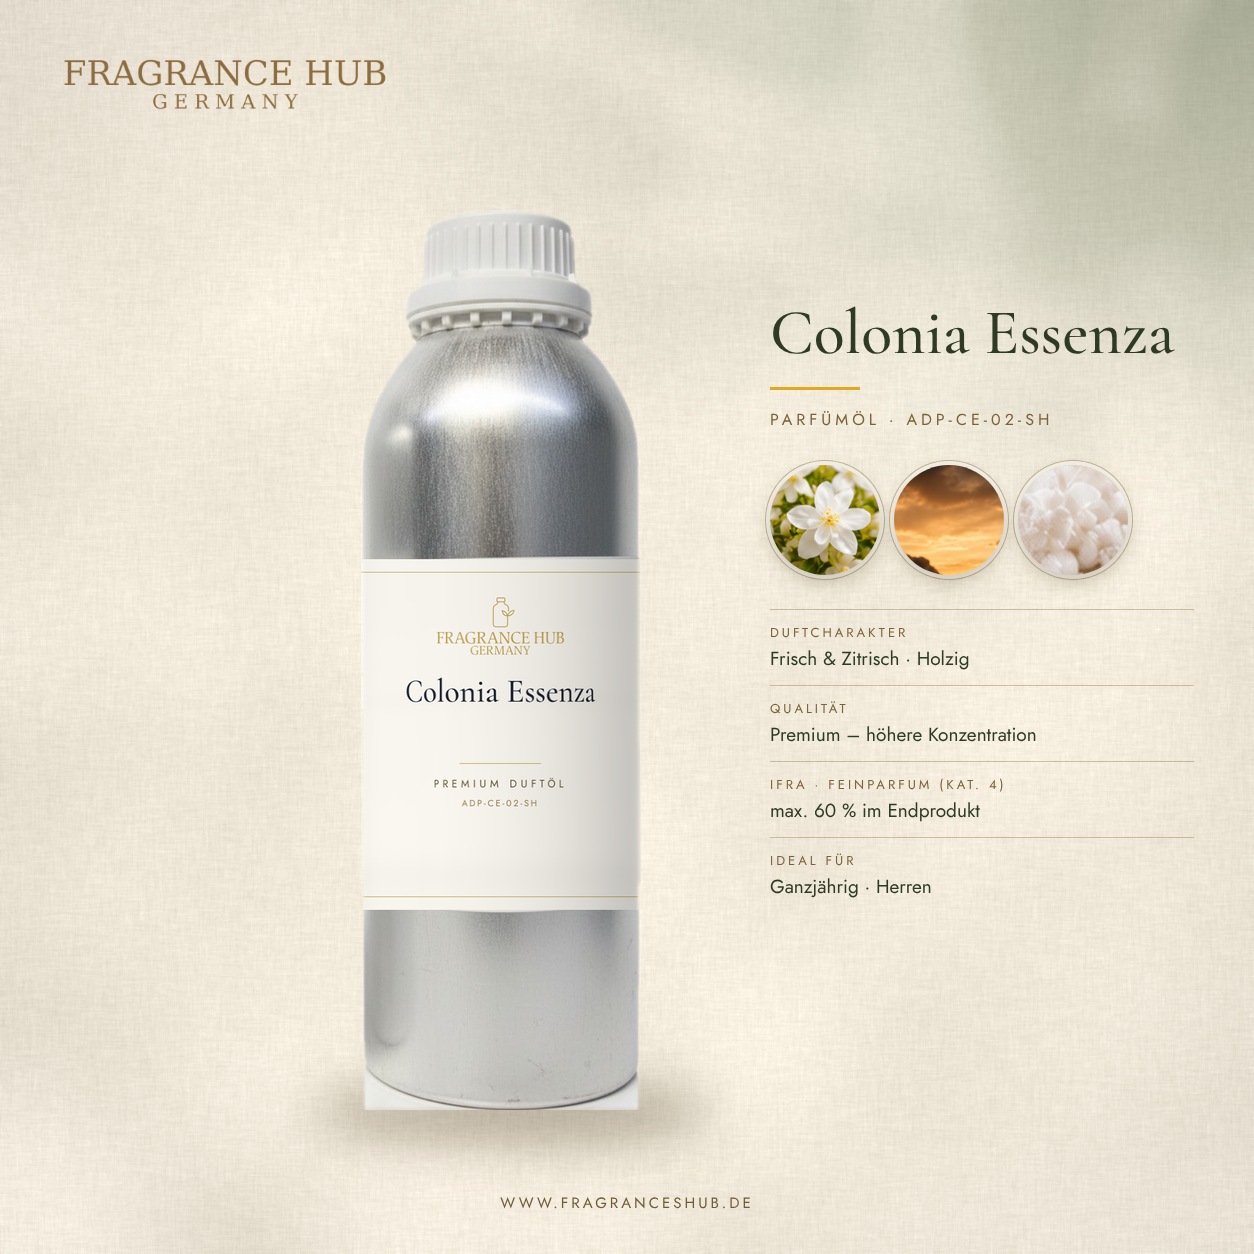 FRAGRANCE HUB
GERMANY
Colonia Essenza
PARFÜMÖL · ADP-CE-02-SH
DUFTCHARAKTER
Frisch & Zitrisch · Holzig
QUALITÄT
Premium – höhere Konzentration
IFRA · FEINPARFUM (KAT. 4)
max. 60 % im Endprodukt
IDEAL FÜR
Ganzjährig · Herren
FRAGRANCE HUB
GERMANY
Colonia Essenza
PREMIUM DUFTÖL
ADP-CE-02-SH
WWW.FRAGRANCESHUB.DE